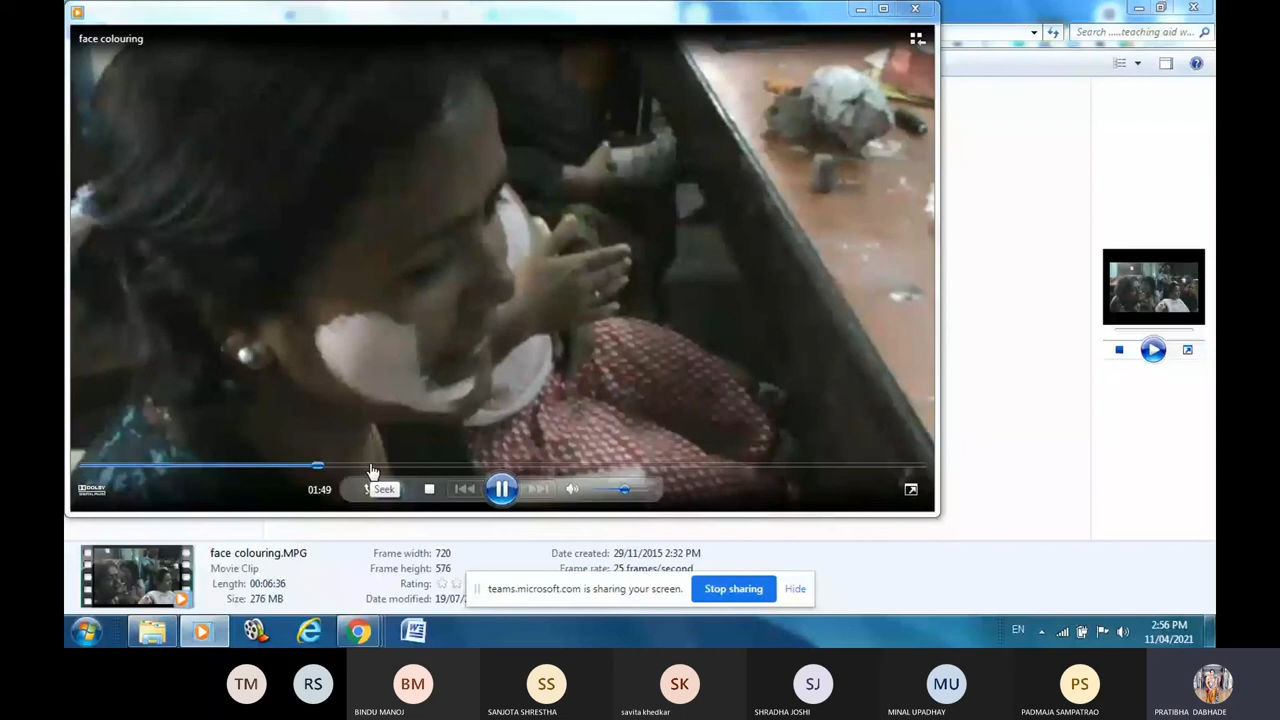 face colouring
Search .....teaching aid w...
01:49
Seek
DOLBY
face colouring.MPG
Movie Clip
Length: 00:06:36
Size: 276 MB
Frame width: 720
Frame height: 576
Rating:
Date modified: 19/07/
Date created: 29/11/2015 2:32 PM
Frame rate: 25 frames/second
teams.microsoft.com is sharing your screen.
Stop sharing
Hide
EN
2:56 PM
11/04/2021
TM
RS
BM
SS
SK
SJ
MU
PS
BINDU MANOJ
SANJOTA SHRESTHA
savita khedkar
SHRADHA JOSHI
MINAL UPADHAY
PADMAJA SAMPATRAO
PRATIBHA DABHADE